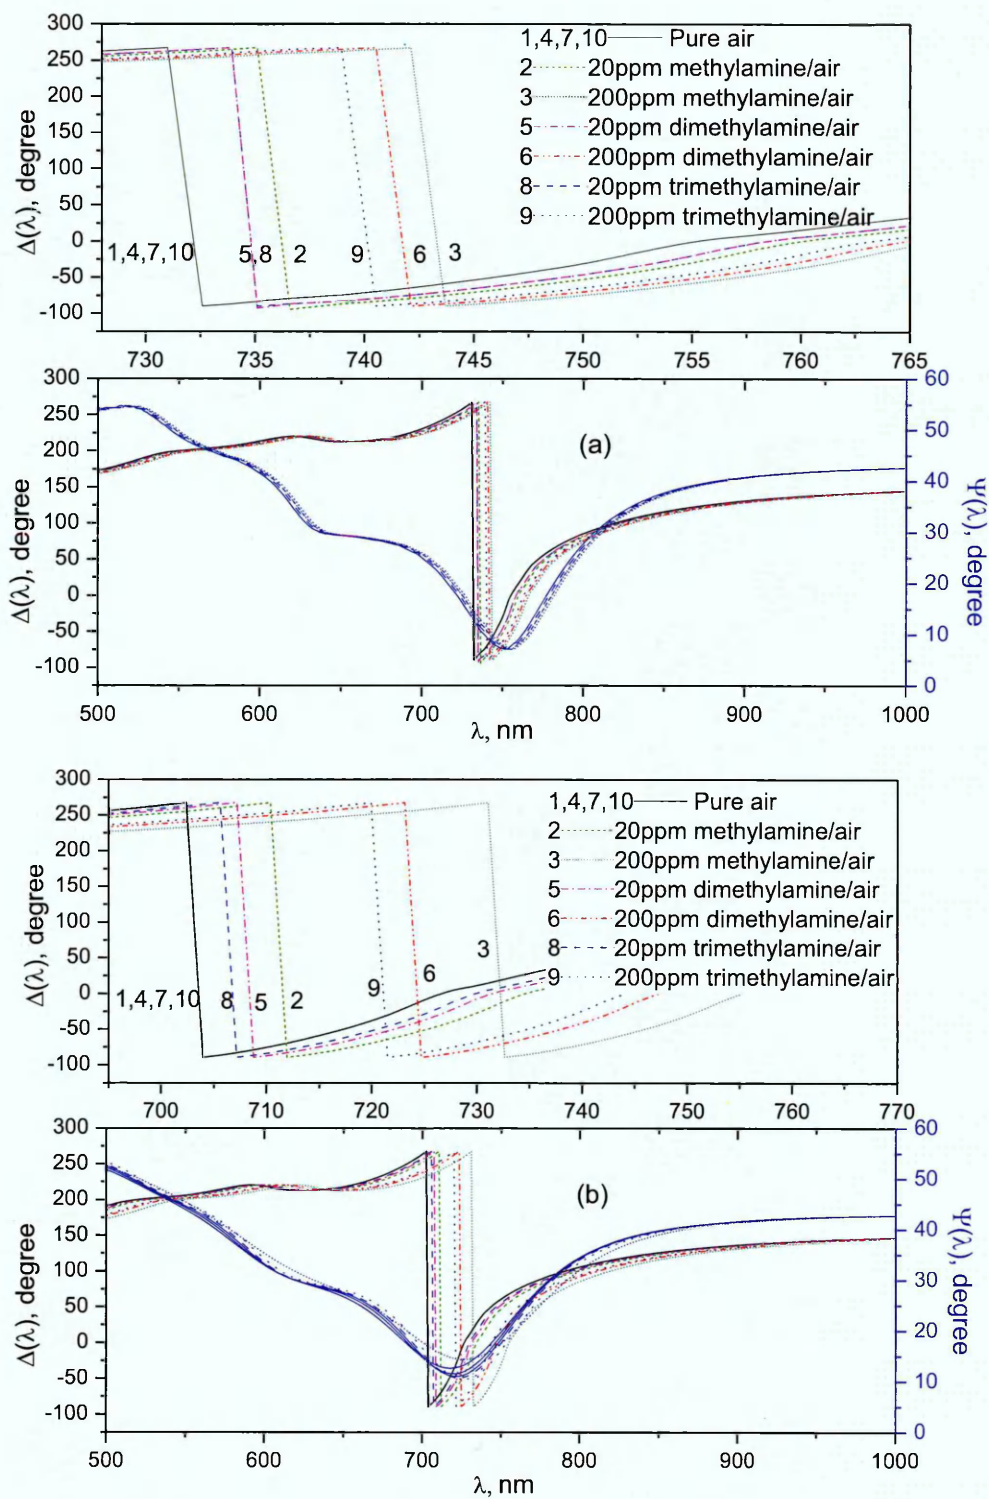 300
250
200
150
100
50
0
-50
-100
Δ(λ), degree
1,4,7,10 Pure air
2 20ppm methylamine/air
3 200ppm methylamine/air
5 20ppm dimethylamine/air
6 200ppm dimethylamine/air
8 20ppm trimethylamine/air
9 200ppm trimethylamine/air
1,4,7,10 5,8 2 9 6 3
730 735 740 745 750 755 760 765
300
250
200
150
100
50
0
-50
-100
Δ(λ), degree
(a)
60
50
40
30
20
10
0
Ψ(λ), degree
500 600 700 800 900 1000
λ, nm
300
250
200
150
100
50
0
-50
-100
Δ(λ), degree
1,4,7,10 Pure air
2 20ppm methylamine/air
3 200ppm methylamine/air
5 20ppm dimethylamine/air
6 200ppm dimethylamine/air
8 20ppm trimethylamine/air
9 200ppm trimethylamine/air
1,4,7,10 8 5 2 9 6 3
700 710 720 730 740 750 760 770
300
250
200
150
100
50
0
-50
-100
Δ(λ), degree
(b)
60
50
40
30
20
10
0
Ψ(λ), degree
500 600 700 800 900 1000
λ, nm